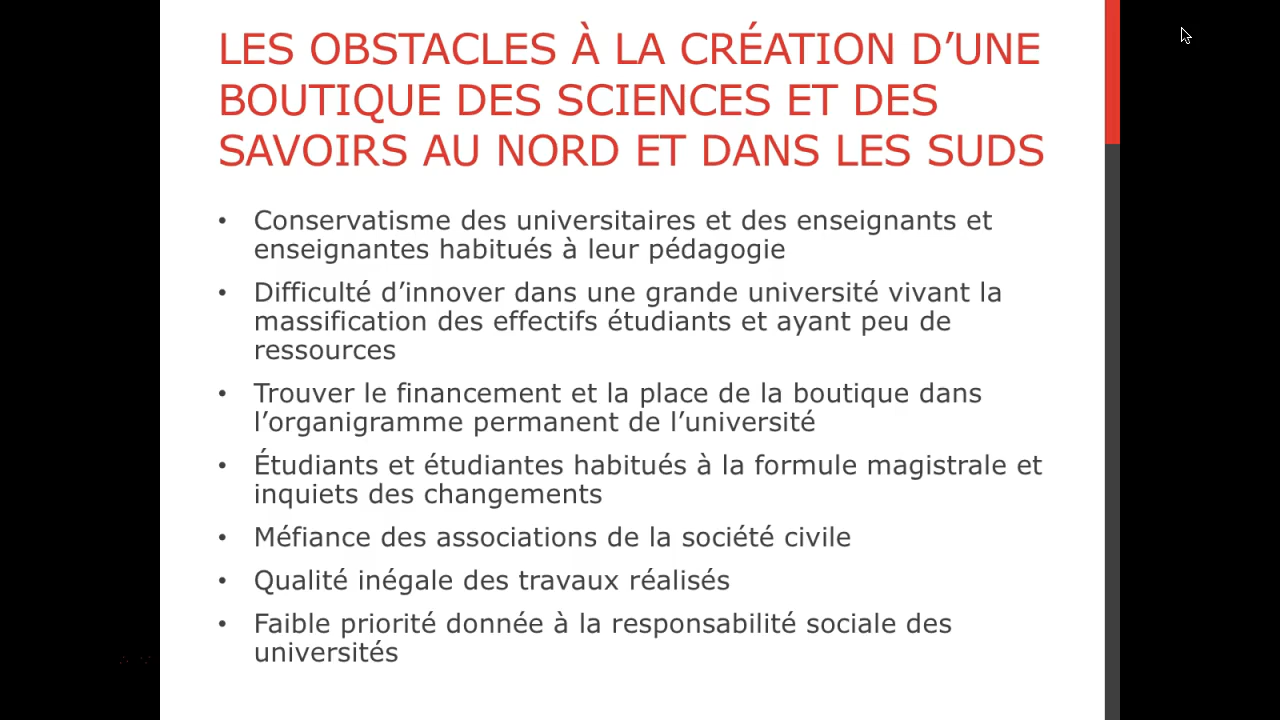 LES OBSTACLES À LA CRÉATION D’UNE
BOUTIQUE DES SCIENCES ET DES
SAVOIRS AU NORD ET DANS LES SUDS
• Conservatisme des universitaires et des enseignants et
enseignantes habitués à leur pédagogie
• Difficulté d’innover dans une grande université vivant la
massification des effectifs étudiants et ayant peu de
ressources
• Trouver le financement et la place de la boutique dans
l’organigramme permanent de l’université
• Étudiants et étudiantes habitués à la formule magistrale et
inquiets des changements
• Méfiance des associations de la société civile
• Qualité inégale des travaux réalisés
• Faible priorité donnée à la responsabilité sociale des
universités